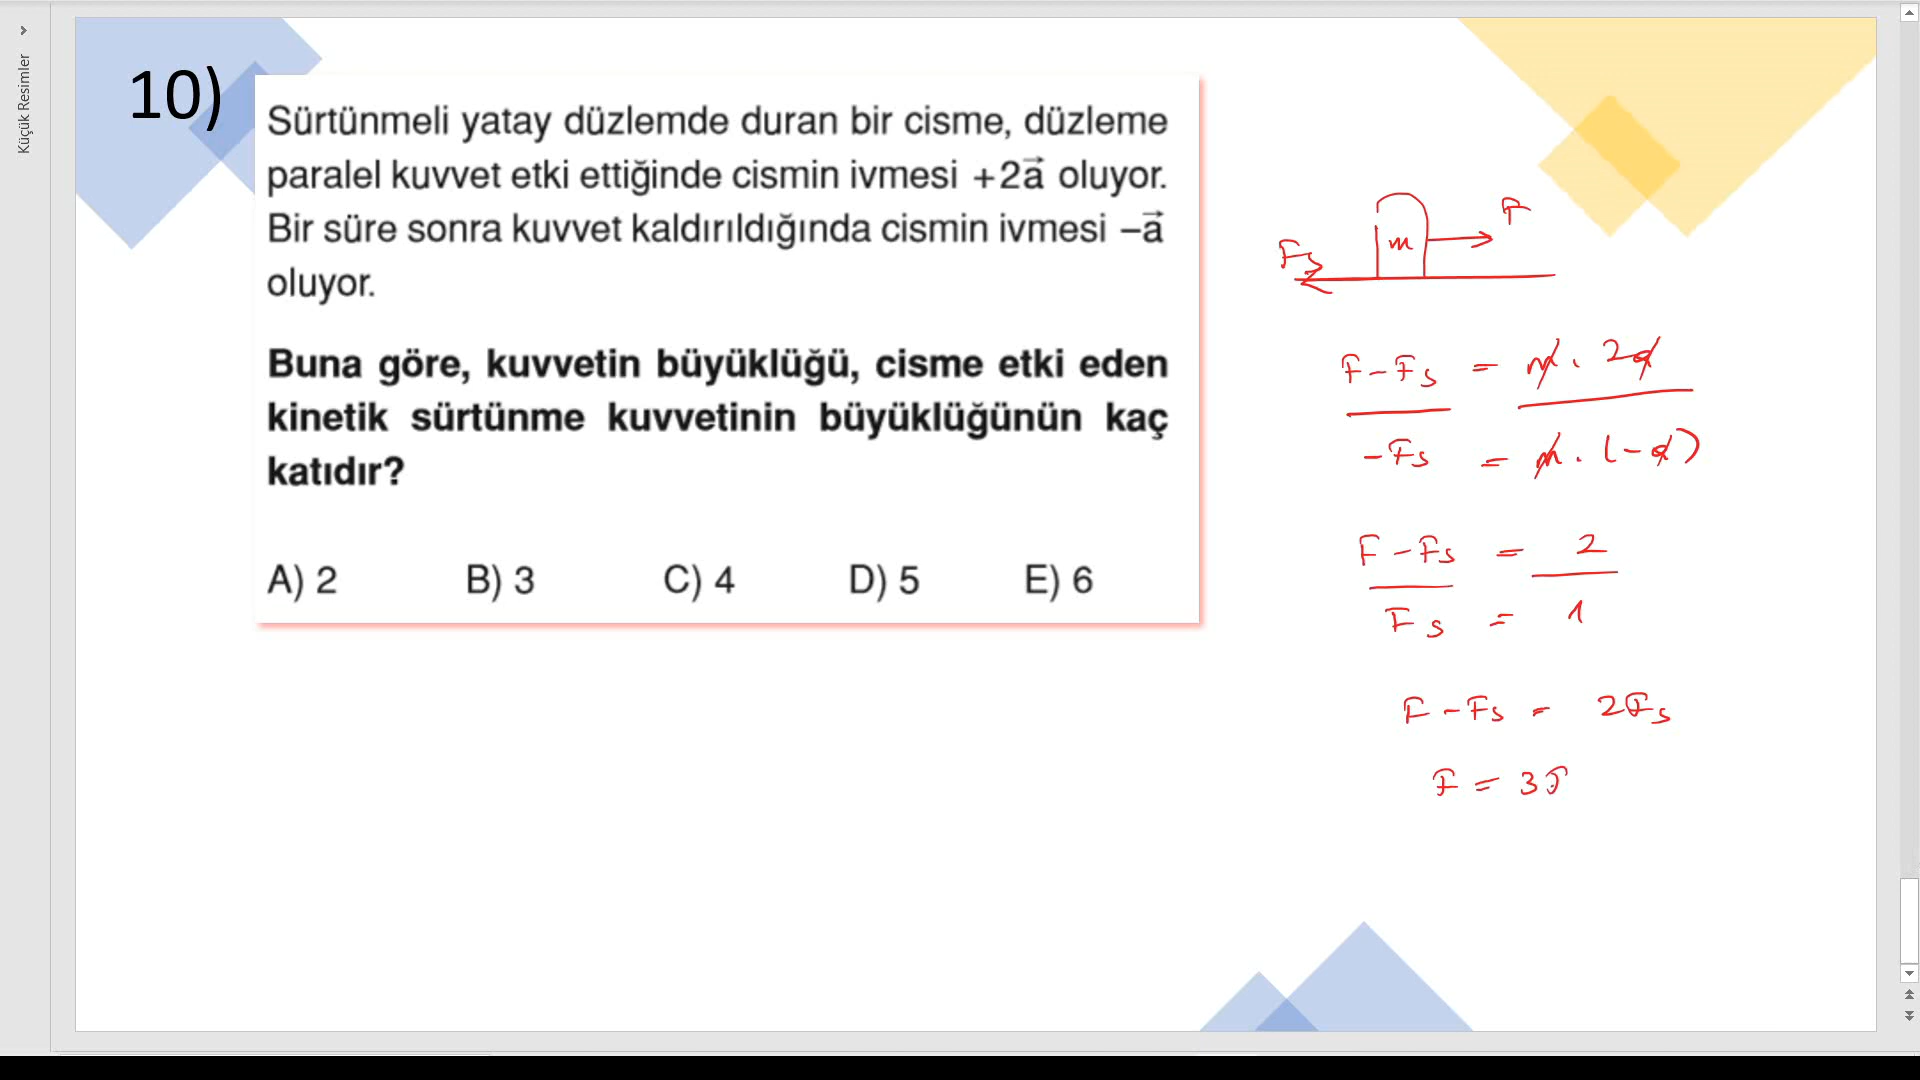 Küçük Resimler
10)
Sürtünmeli yatay düzlemde duran bir cisme, düzleme
paralel kuvvet etki ettiğinde cismin ivmesi +2a⃗ oluyor.
Bir süre sonra kuvvet kaldırıldığında cismin ivmesi −a⃗
oluyor.
Buna göre, kuvvetin büyüklüğü, cisme etki eden
kinetik sürtünme kuvvetinin büyüklüğünün kaç
katıdır?
A) 2 B) 3 C) 4 D) 5 E) 6
F
Fs
m
F - Fs = m . 2a
-Fs = m . (-a)
F - Fs = 2
Fs = 1
F - Fs = 2Fs
F = 3F